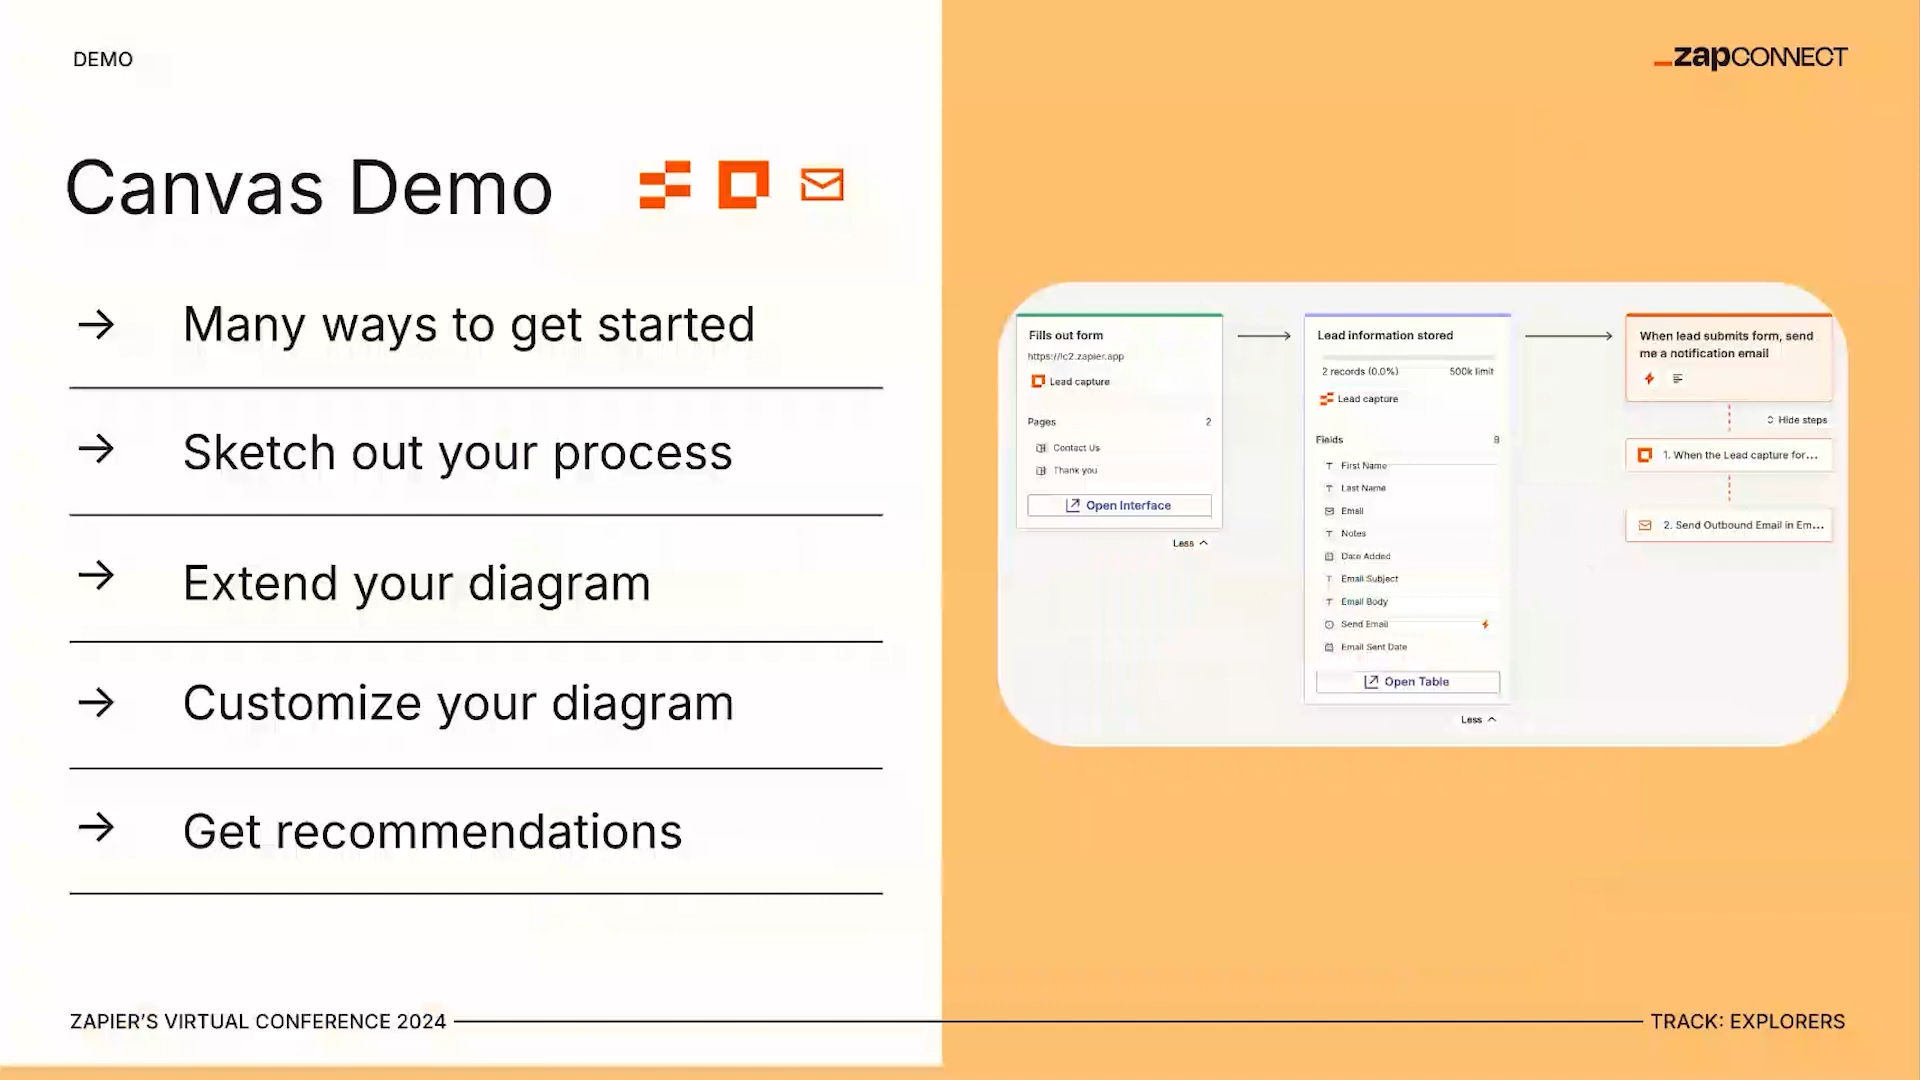 DEMO
_zapCONNECT
Canvas Demo
Many ways to get started
Sketch out your process
Extend your diagram
Customize your diagram
Get recommendations
Fills out form
https://lc2.zapier.app
Lead capture
Pages 2
Contact Us
Thank you
Open Interface
Less
Lead information stored
2 records (0.0%) 500k limit
Lead capture
Fields 9
First Name
Last Name
Email
Notes
Date Added
Email Subject
Email Body
Send Email
Email Sent Date
Open Table
Less
When lead submits form, send
me a notification email
Hide steps
1. When the Lead capture for...
2. Send Outbound Email in Em...
ZAPIER'S VIRTUAL CONFERENCE 2024
TRACK: EXPLORERS